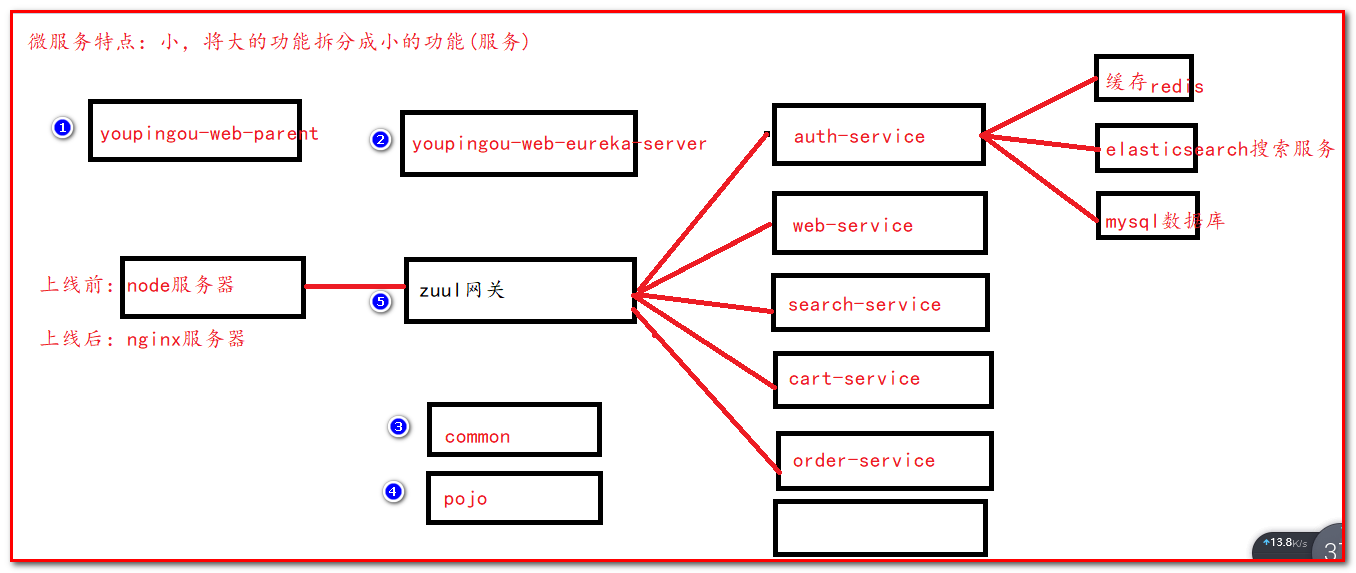 微服务特点：小，将大的功能拆分成小的功能(服务)
1
youpingou-web-parent
2
youpingou-web-eureka-server
auth-service
缓存redis
elasticsearch搜索服务
mysql数据库
web-service
上线前：node服务器
5
zuul网关
search-service
上线后：nginx服务器
cart-service
3
common
order-service
4
pojo
13.8K/s